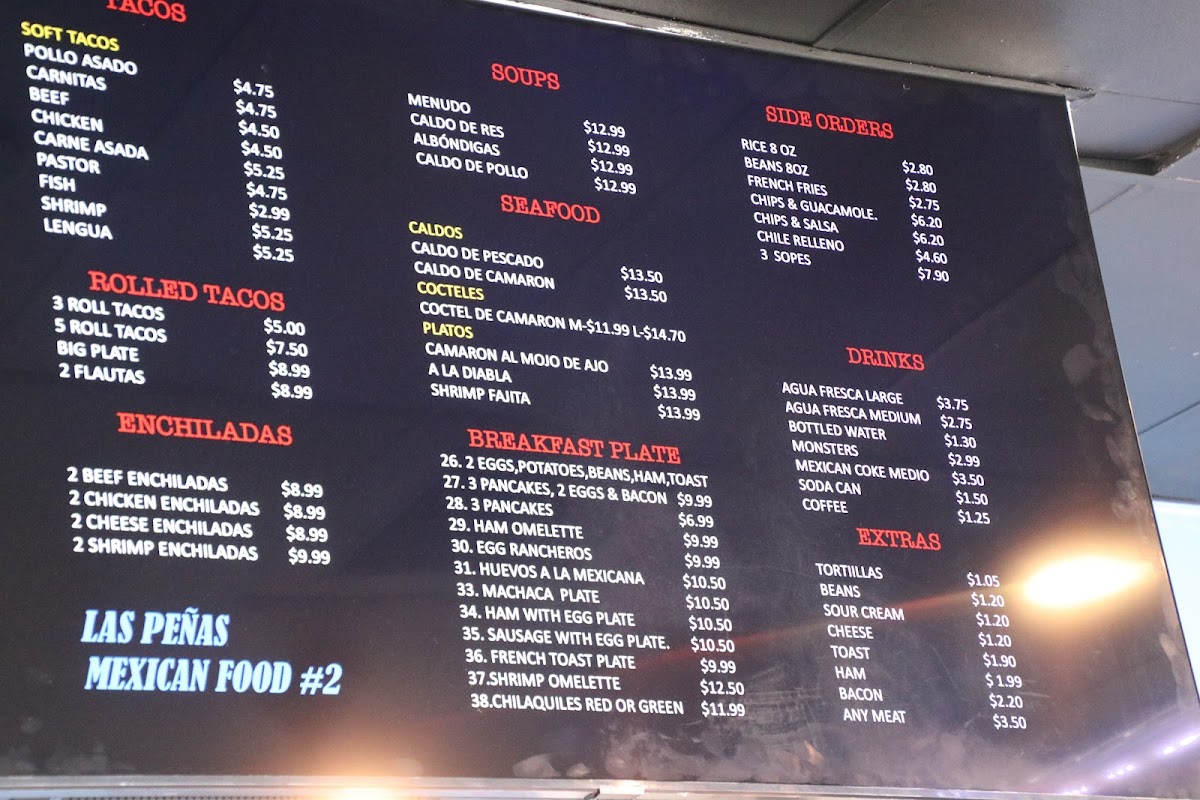 TACOS
SOFT TACOS
POLLO ASADO $4.75
CARNITAS $4.75
BEEF $4.50
CHICKEN $4.50
CARNE ASADA $5.25
PASTOR $4.75
FISH $2.99
SHRIMP $5.25
LENGUA $5.25
ROLLED TACOS
3 ROLL TACOS $5.00
5 ROLL TACOS $7.50
BIG PLATE $8.99
2 FLAUTAS $8.99
ENCHILADAS
2 BEEF ENCHILADAS $8.99
2 CHICKEN ENCHILADAS $8.99
2 CHEESE ENCHILADAS $8.99
2 SHRIMP ENCHILADAS $9.99
LAS PEÑAS
MEXICAN FOOD #2
SOUPS
MENUDO $12.99
CALDO DE RES $12.99
ALBÓNDIGAS $12.99
CALDO DE POLLO $12.99
SEAFOOD
CALDOS
CALDO DE PESCADO $13.50
CALDO DE CAMARON $13.50
COCTELES
COCTEL DE CAMARON M-$11.99 L-$14.70
PLATOS
CAMARON AL MOJO DE AJO $13.99
A LA DIABLA $13.99
SHRIMP FAJITA $13.99
BREAKFAST PLATE
26. 2 EGGS,POTATOES,BEANS,HAM,TOAST
27. 3 PANCAKES, 2 EGGS & BACON $9.99
28. 3 PANCAKES $6.99
29. HAM OMELETTE $9.99
30. EGG RANCHEROS $9.99
31. HUEVOS A LA MEXICANA $10.50
33. MACHACA PLATE $10.50
34. HAM WITH EGG PLATE $10.50
35. SAUSAGE WITH EGG PLATE. $10.50
36. FRENCH TOAST PLATE $9.99
37.SHRIMP OMELETTE $12.50
38.CHILAQUILES RED OR GREEN $11.99
SIDE ORDERS
RICE 8 OZ $2.80
BEANS 8OZ $2.80
FRENCH FRIES $2.75
CHIPS & GUACAMOLE. $6.20
CHIPS & SALSA $6.20
CHILE RELLENO $4.60
3 SOPES $7.90
DRINKS
AGUA FRESCA LARGE $3.75
AGUA FRESCA MEDIUM $2.75
BOTTLED WATER $1.30
MONSTERS $2.99
MEXICAN COKE MEDIO $3.50
SODA CAN $1.50
COFFEE $1.25
EXTRAS
TORTIILLAS $1.05
BEANS $1.20
SOUR CREAM $1.20
CHEESE $1.20
TOAST $1.90
HAM $ 1.99
BACON $2.20
ANY MEAT $3.50